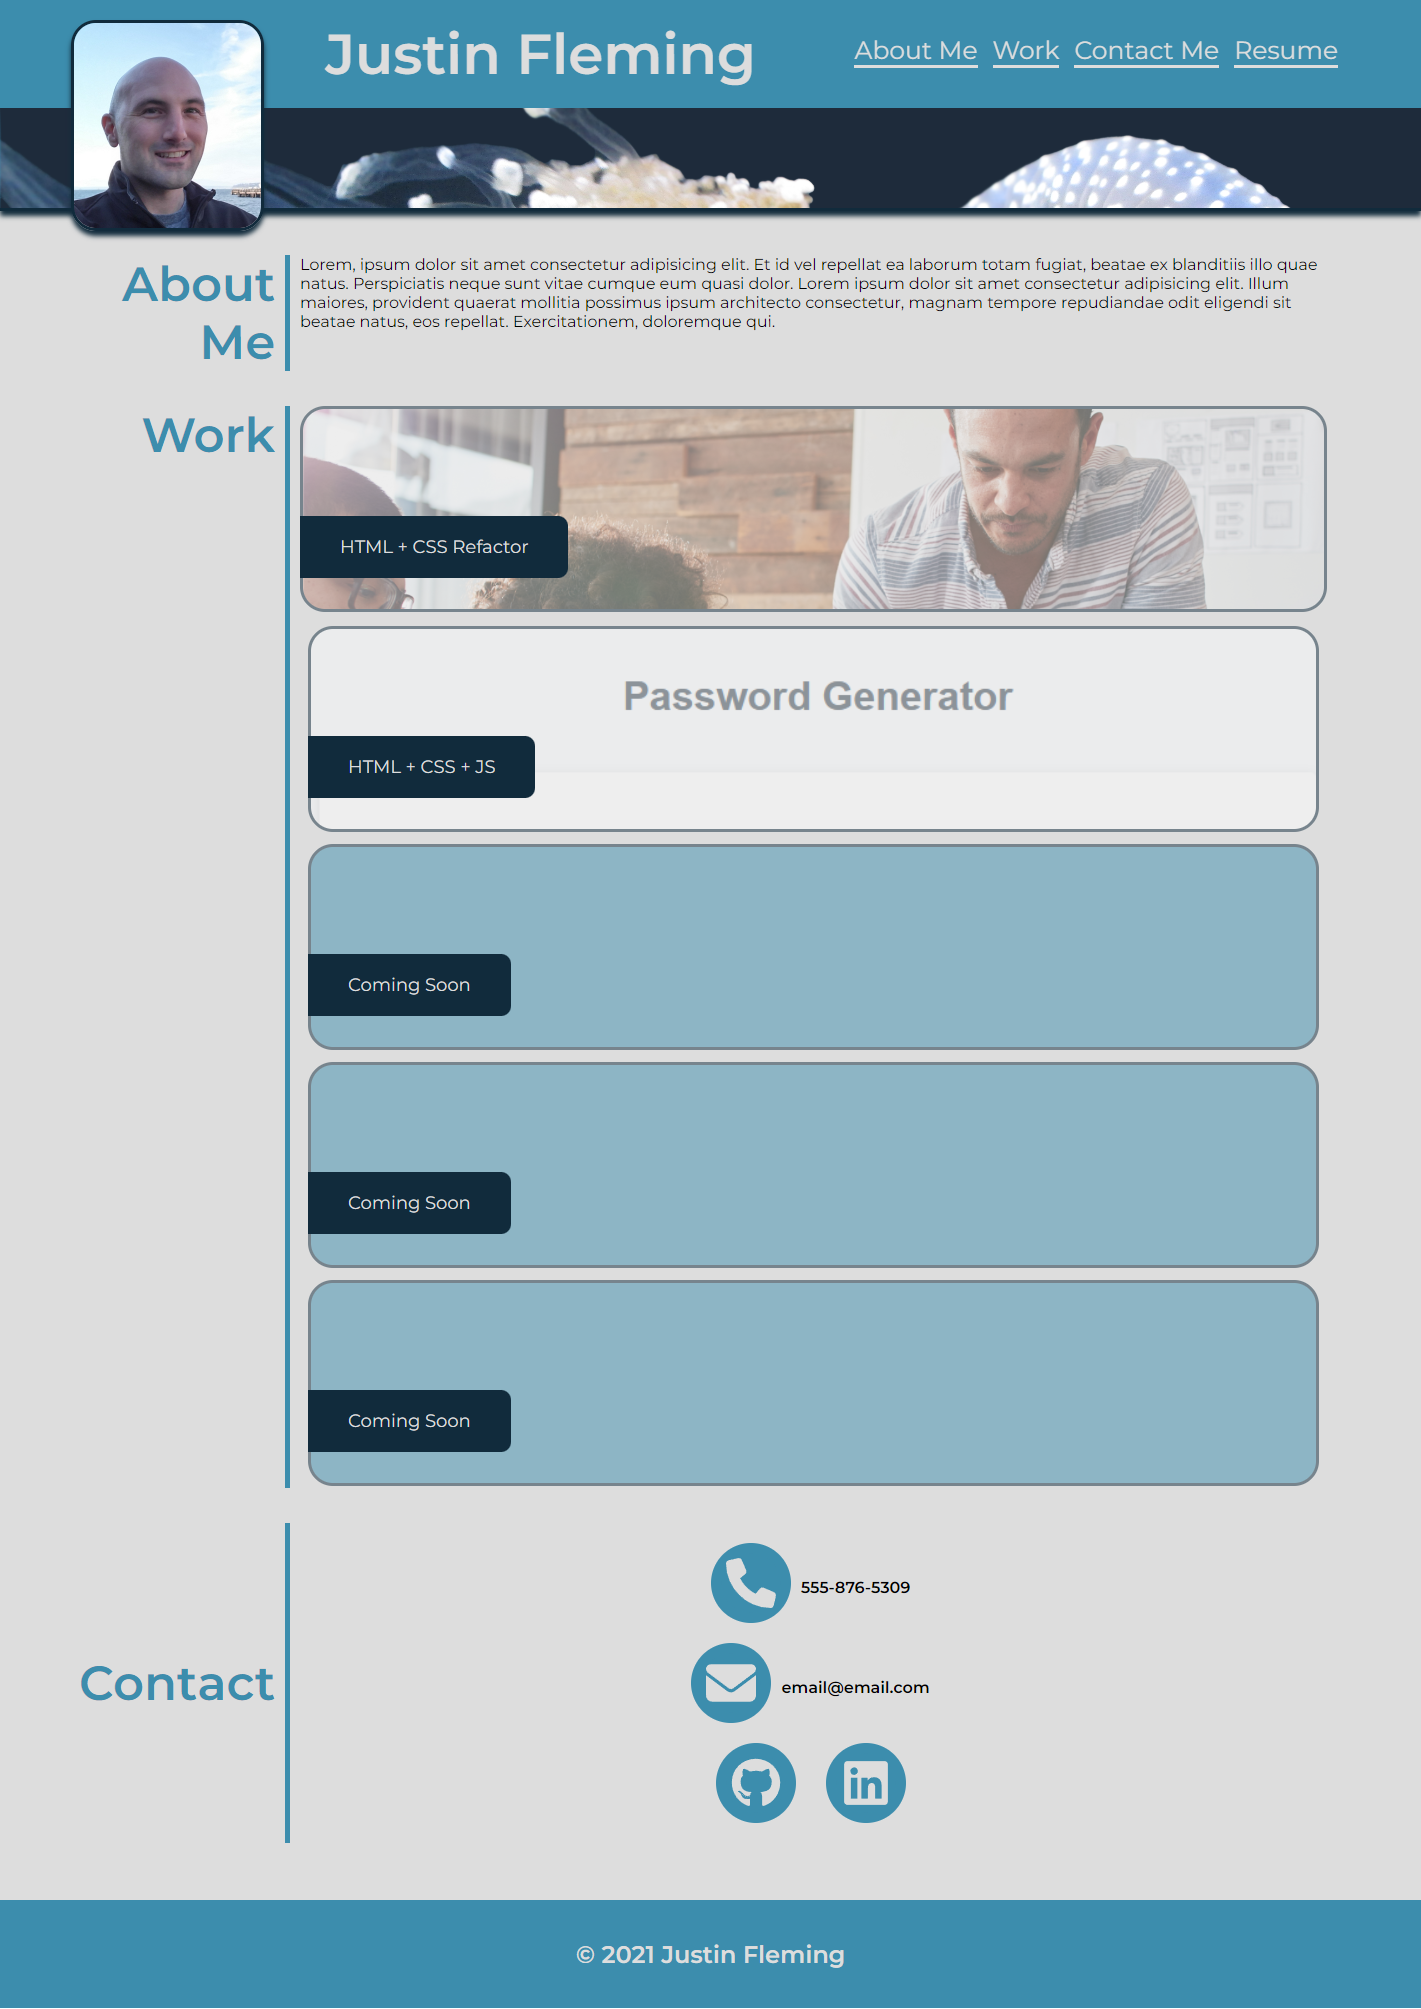 Justin Fleming
About Me Work Contact Me Resume
About
Me
Lorem, ipsum dolor sit amet consectetur adipisicing elit. Et id vel repellat ea laborum totam fugiat, beatae ex blanditiis illo quae
natus. Perspiciatis neque sunt vitae cumque eum quasi dolor. Lorem ipsum dolor sit amet consectetur adipisicing elit. Illum
maiores, provident quaerat mollitia possimus ipsum architecto consectetur, magnam tempore repudiandae odit eligendi sit
beatae natus, eos repellat. Exercitationem, doloremque qui.
Work
HTML + CSS Refactor
Password Generator
HTML + CSS + JS
Coming Soon
Coming Soon
Coming Soon
Contact
555-876-5309
email@email.com
in
© 2021 Justin Fleming